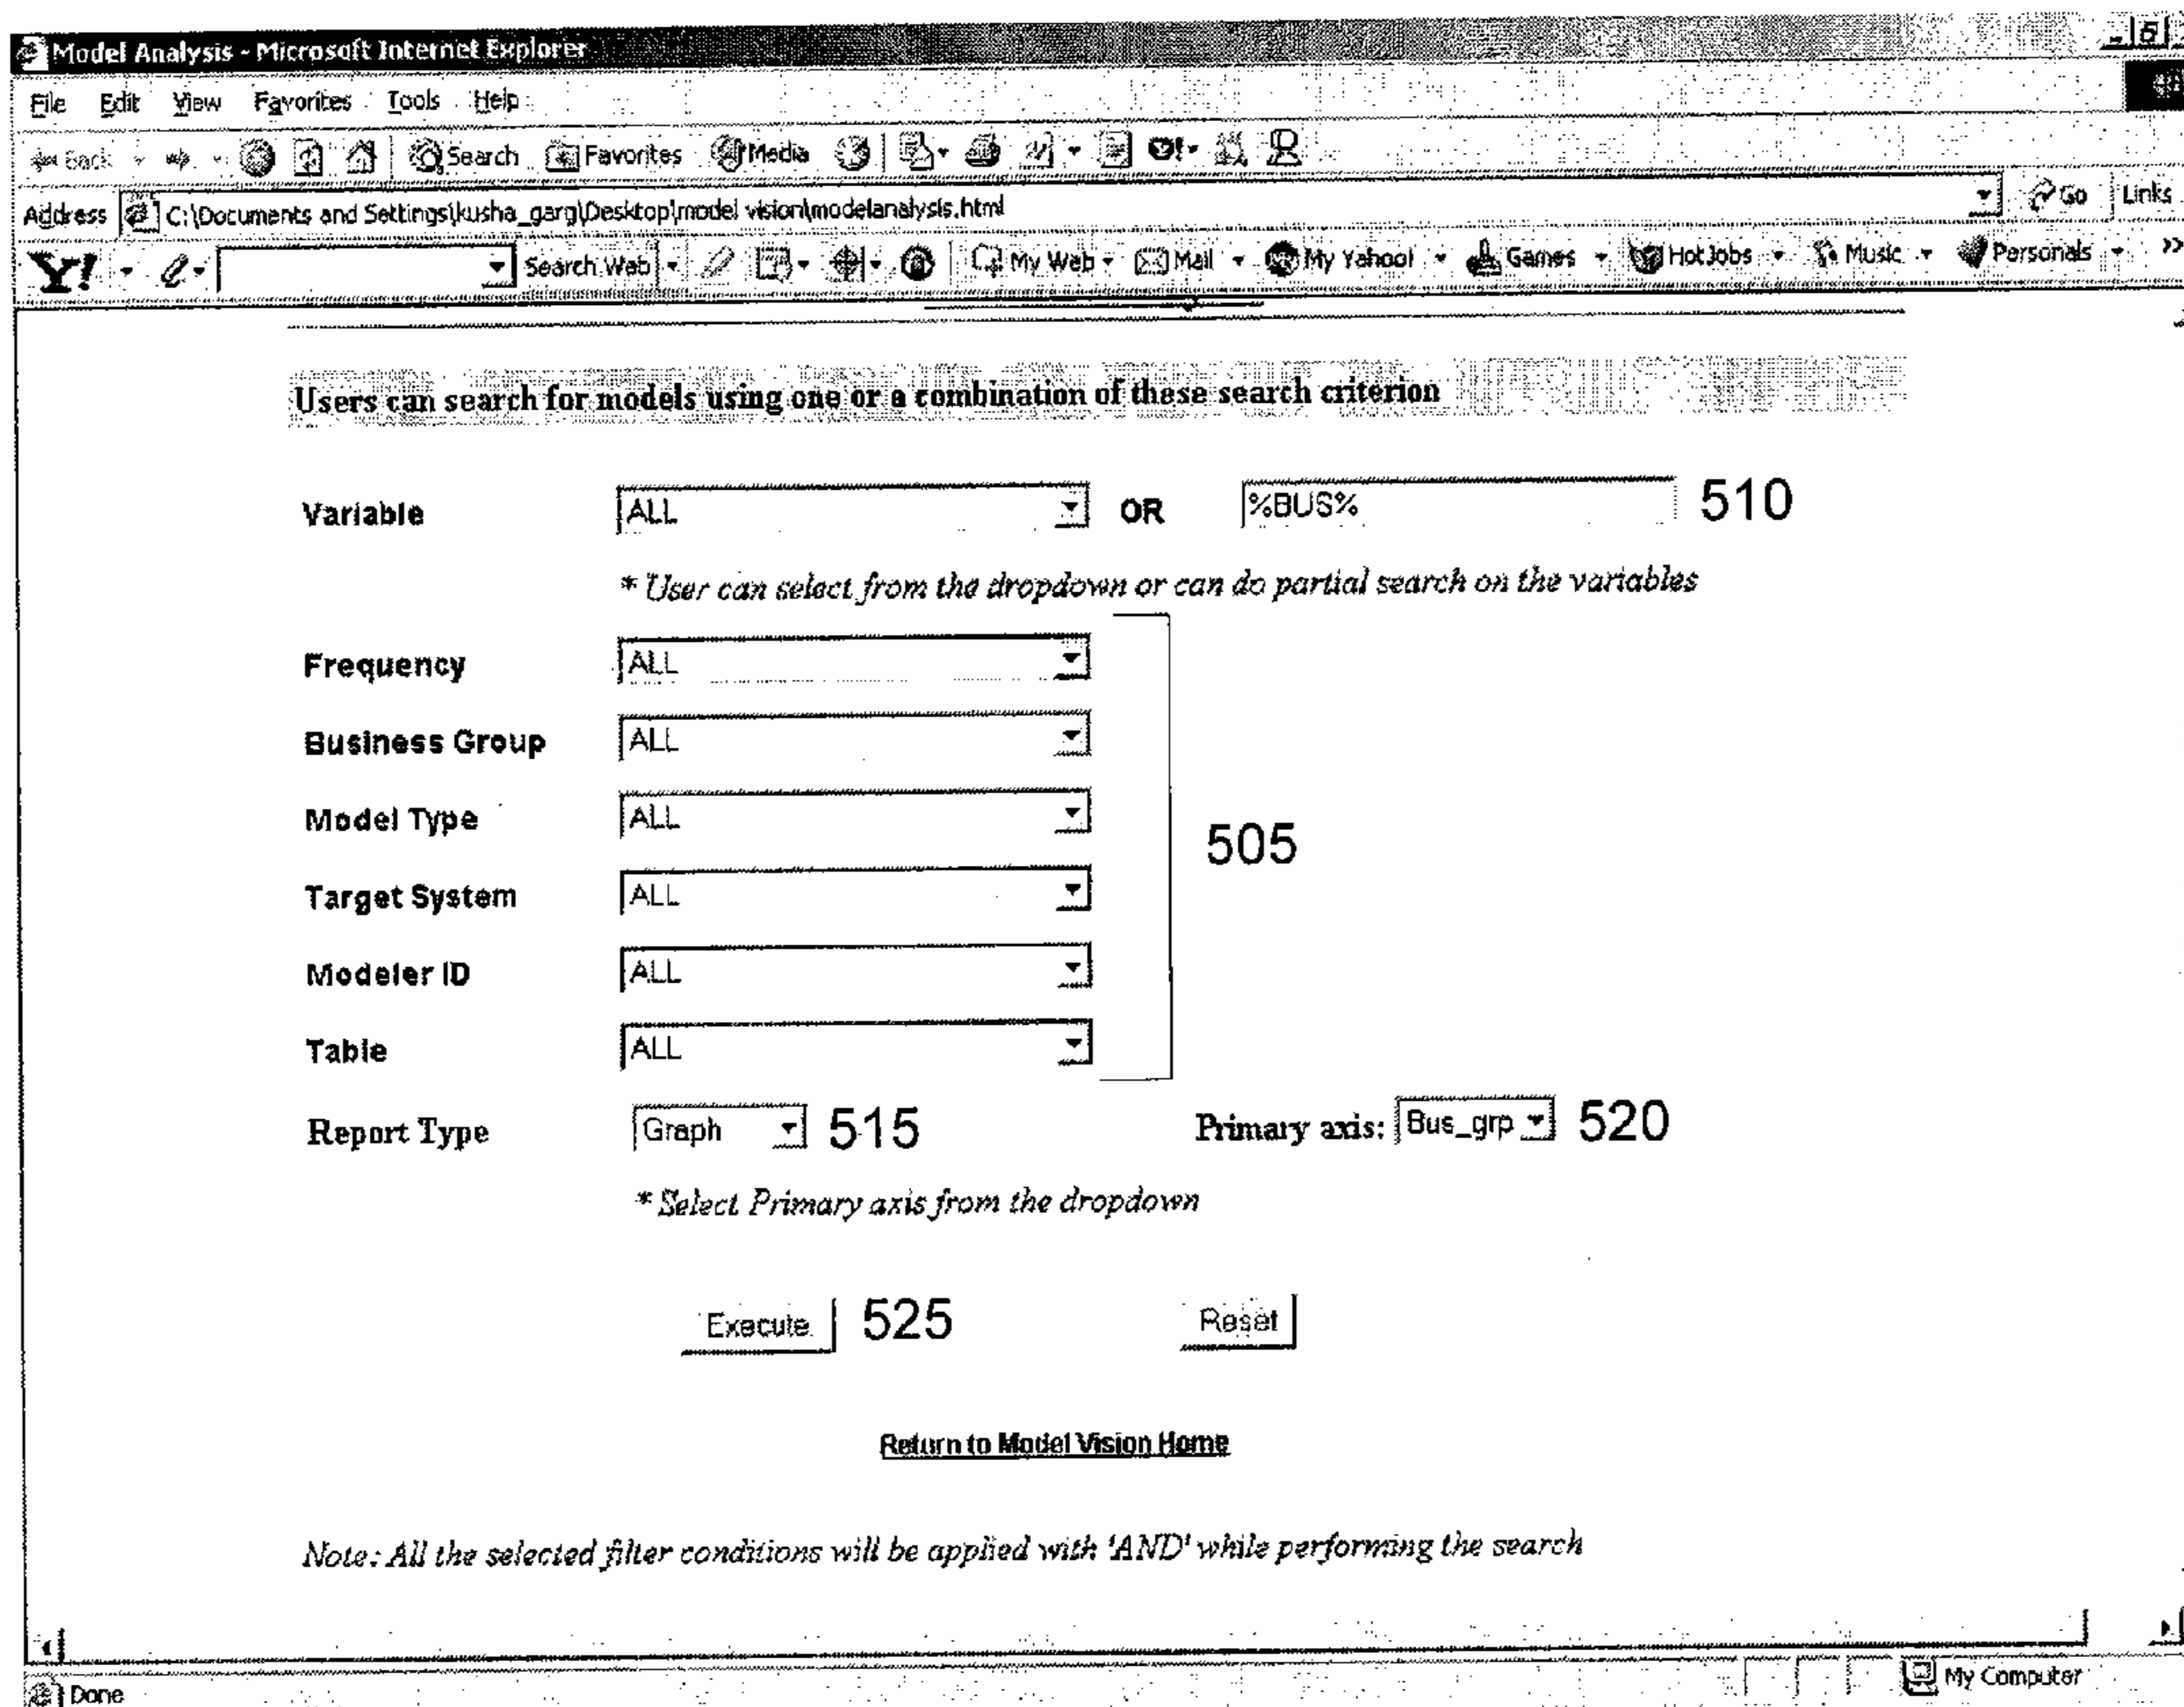 Model Analysis - Microsoft Internet Explorer
File Edit View Favorites Tools Help
Back Search Favorites Media
Address C:\Documents and Settings\kusha_garg\Desktop\model vision\modelanalysis.html Go Links
Y! Search Web My Web Mail My Yahoo! Games HotJobs Music Personals »
Users can search for models using one or a combination of these search criterion
Variable ALL OR %BUS% 510
* User can select from the dropdown or can do partial search on the variables
Frequency ALL
Business Group ALL
Model Type ALL
505
Target System ALL
Modeler ID ALL
Table ALL
Report Type Graph 515 Primary axis: Bus_grp 520
* Select Primary axis from the dropdown
Execute 525 Reset
Return to Model Vision Home
Note: All the selected filter conditions will be applied with 'AND' while performing the search
Done My Computer